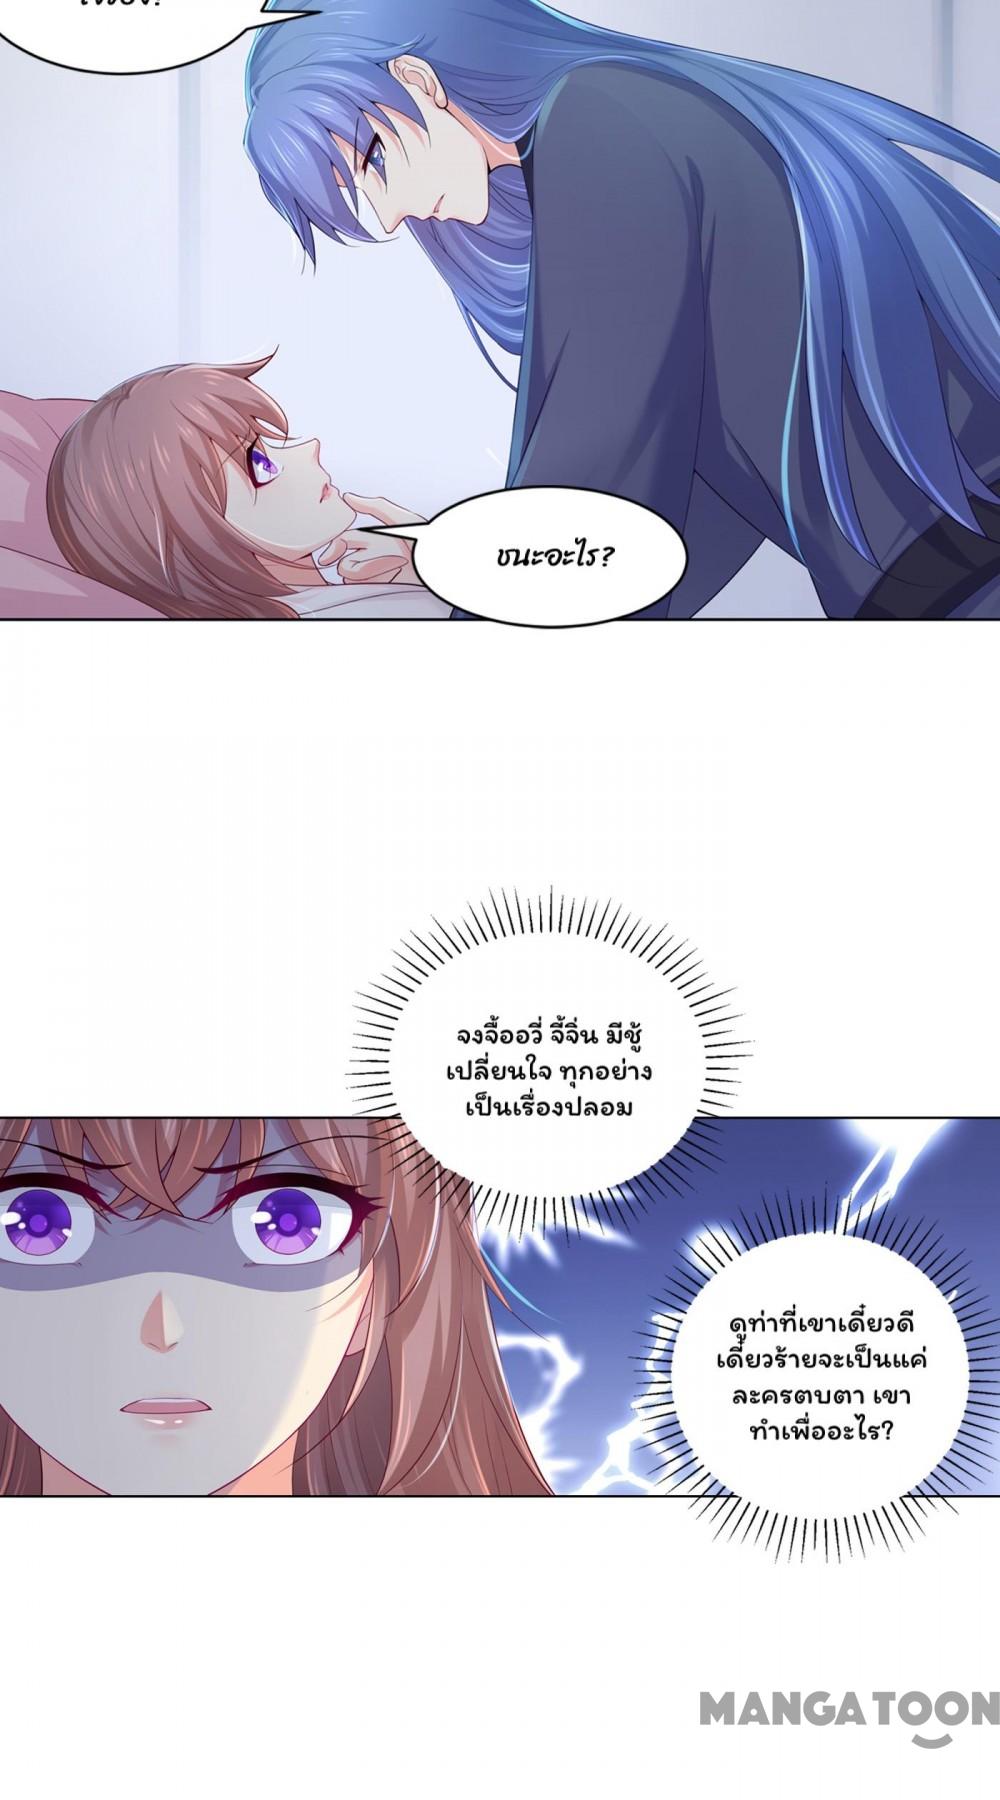 ชนะอะไร?
จงจื้ออวี่ จี้จิ่น มีชู้
เปลี่ยนใจ ทุกอย่าง
เป็นเรื่องปลอม
ดูท่าที่เขาเดี๋ยวดี
เดี๋ยวร้ายจะเป็นแค่
ละครตบตา เขา
ทำเพื่ออะไร?
MANGATOON